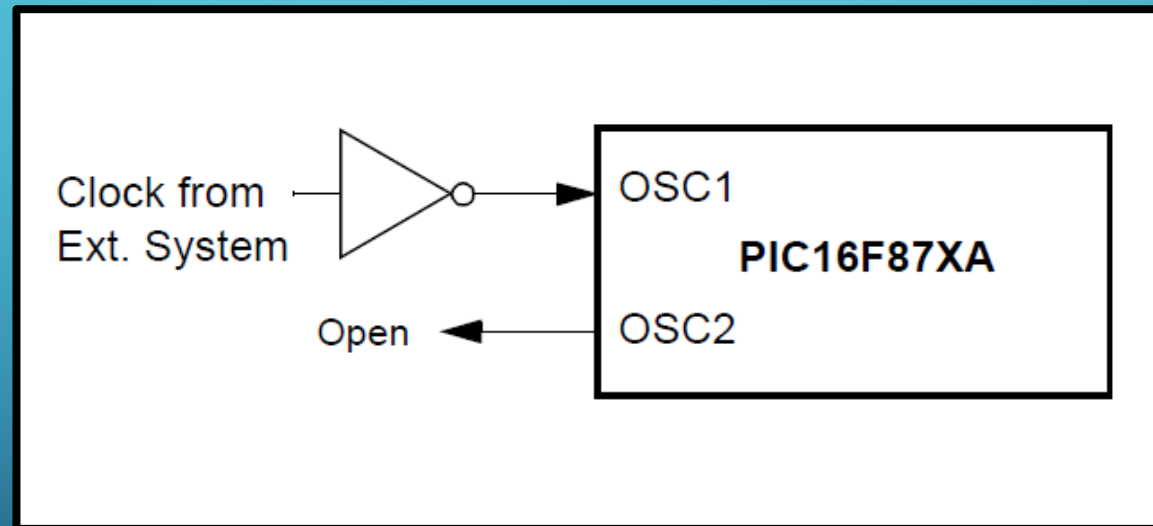 Clock from
Ext. System
OSC1
PIC16F87XA
Open
OSC2